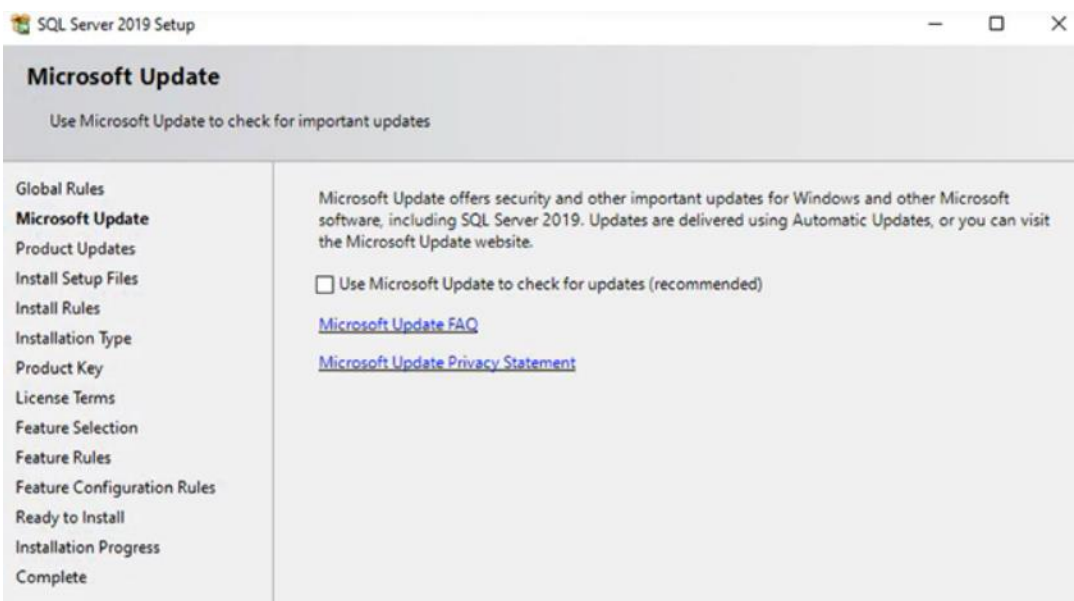 SQL Server 2019 Setup
Microsoft Update
Use Microsoft Update to check for important updates
Global Rules
Microsoft Update
Product Updates
Install Setup Files
Install Rules
Installation Type
Product Key
License Terms
Feature Selection
Feature Rules
Feature Configuration Rules
Ready to Install
Installation Progress
Complete
Microsoft Update offers security and other important updates for Windows and other Microsoft
software, including SQL Server 2019. Updates are delivered using Automatic Updates, or you can visit
the Microsoft Update website.
Use Microsoft Update to check for updates (recommended)
Microsoft Update FAQ
Microsoft Update Privacy Statement